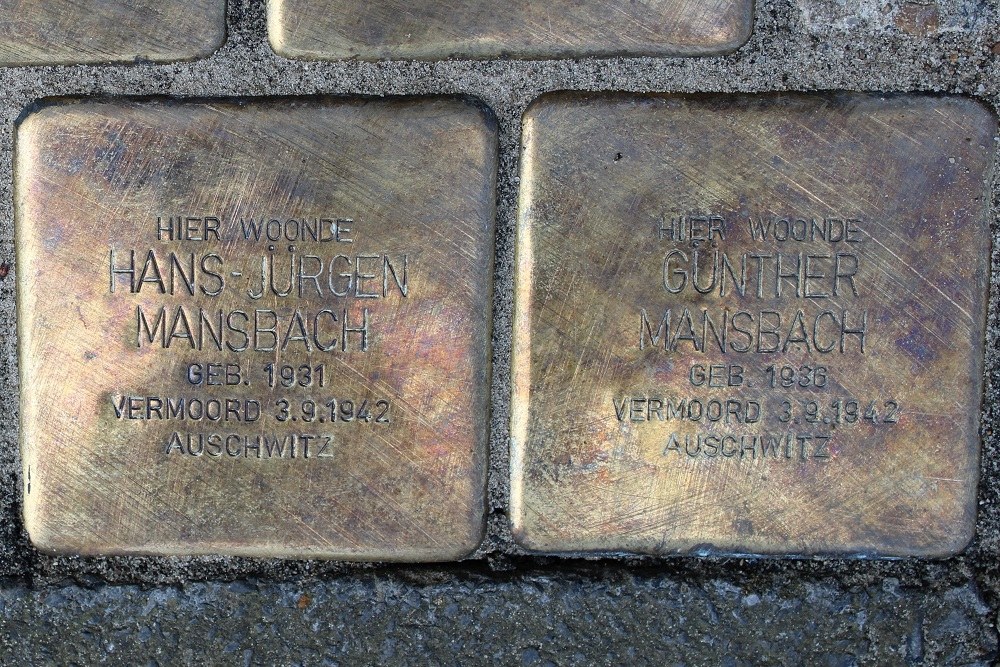 HIER WOONDE
HANS-JÜRGEN
MANSBACH
GEB. 1931
VERMOORD 3.9.1942
AUSCHWITZ
HIER WOONDE
GÜNTHER
MANSBACH
GEB. 1936
VERMOORD 3.9.1942
AUSCHWITZ